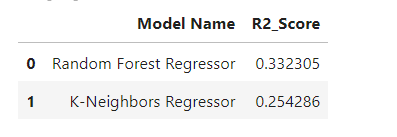 Model Name R2_Score
0 Random Forest Regressor 0.332305
1 K-Neighbors Regressor 0.254286